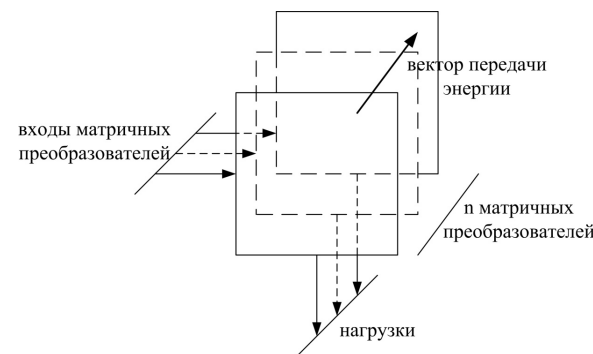 вектор передачи
энергии
входы матричных
преобразователей
n матричных
преобразователей
нагрузки